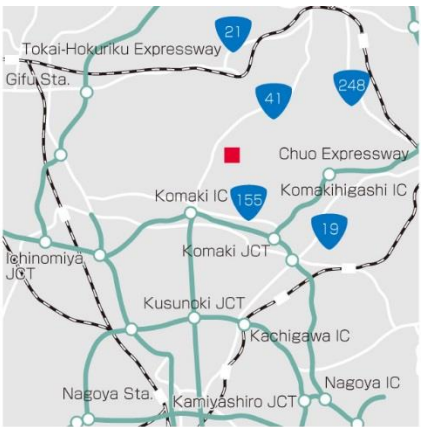 21
Tokai-Hokuriku Expressway
Gifu Sta.
248
41
Chuo Expressway
Komakihigashi IC
Komaki IC
155
19
Komaki JCT
Ichinomiya
JCT
Kusunoki JCT
Kachigawa IC
Nagoya IC
Nagoya Sta.
Kamiyashiro JCT